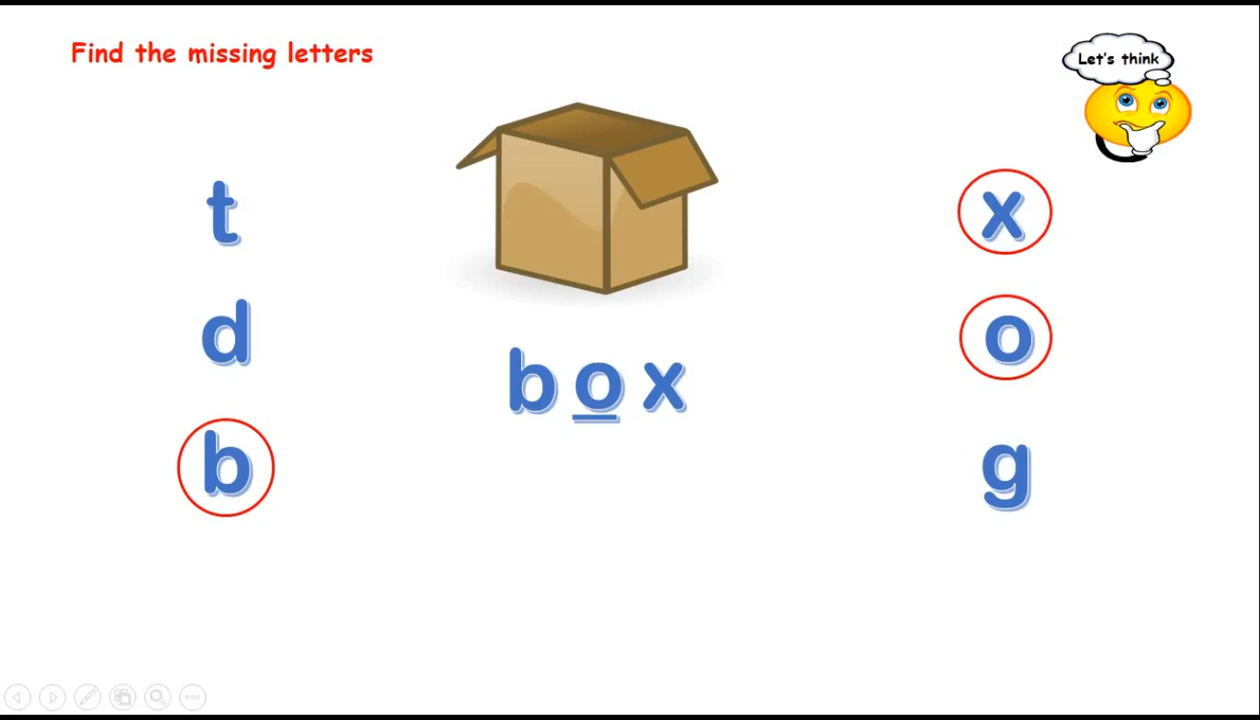 Find the missing letters
Let's think
t
x
d
o
b o x
b
g